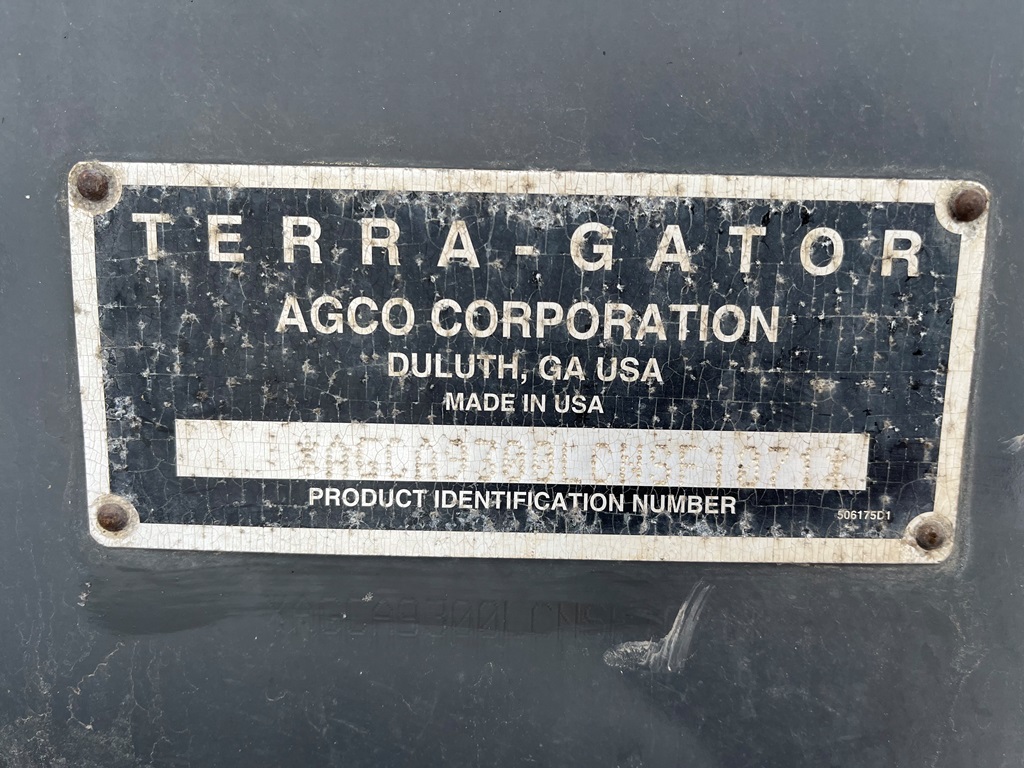 TERRA-GATOR
AGCO CORPORATION
DULUTH, GA USA
MADE IN USA
PRODUCT IDENTIFICATION NUMBER
506175D1